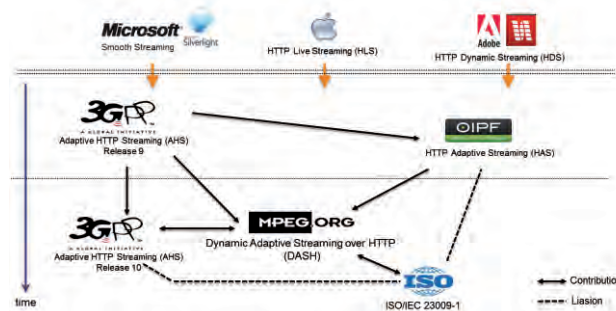 Microsoft
Microsoft Silverlight
Smooth Streaming
HTTP Live Streaming (HLS)
Adobe
HTTP Dynamic Streaming (HDS)
3GPP
A GLOBAL INITIATIVE
Adaptive HTTP Streaming (AHS)
Release 9
OIPF
HTTP Adaptive Streaming (HAS)
3GPP
A GLOBAL INITIATIVE
Adaptive HTTP Streaming (AHS)
Release 10
MPEG.ORG
Dynamic Adaptive Streaming over HTTP
(DASH)
ISO
ISO/IEC 23009-1
Contributio
Liasion
time